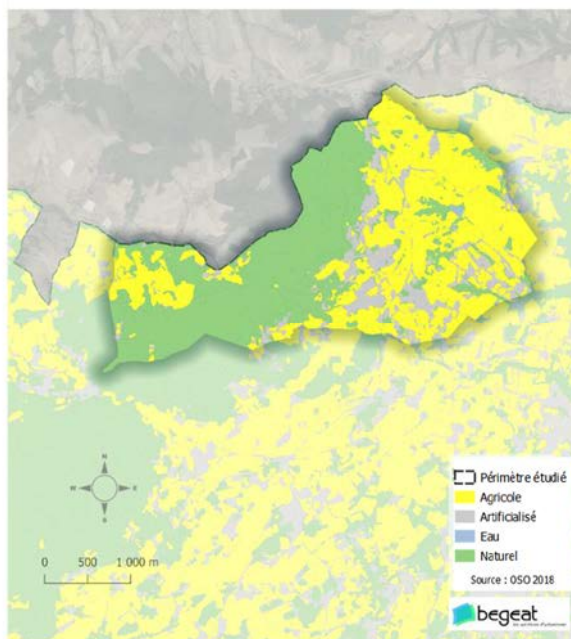 N
W E
S
0 500 1 000 m
Périmètre étudié
Agricole
Artificialisé
Eau
Naturel
Source : OSO 2018
begeat